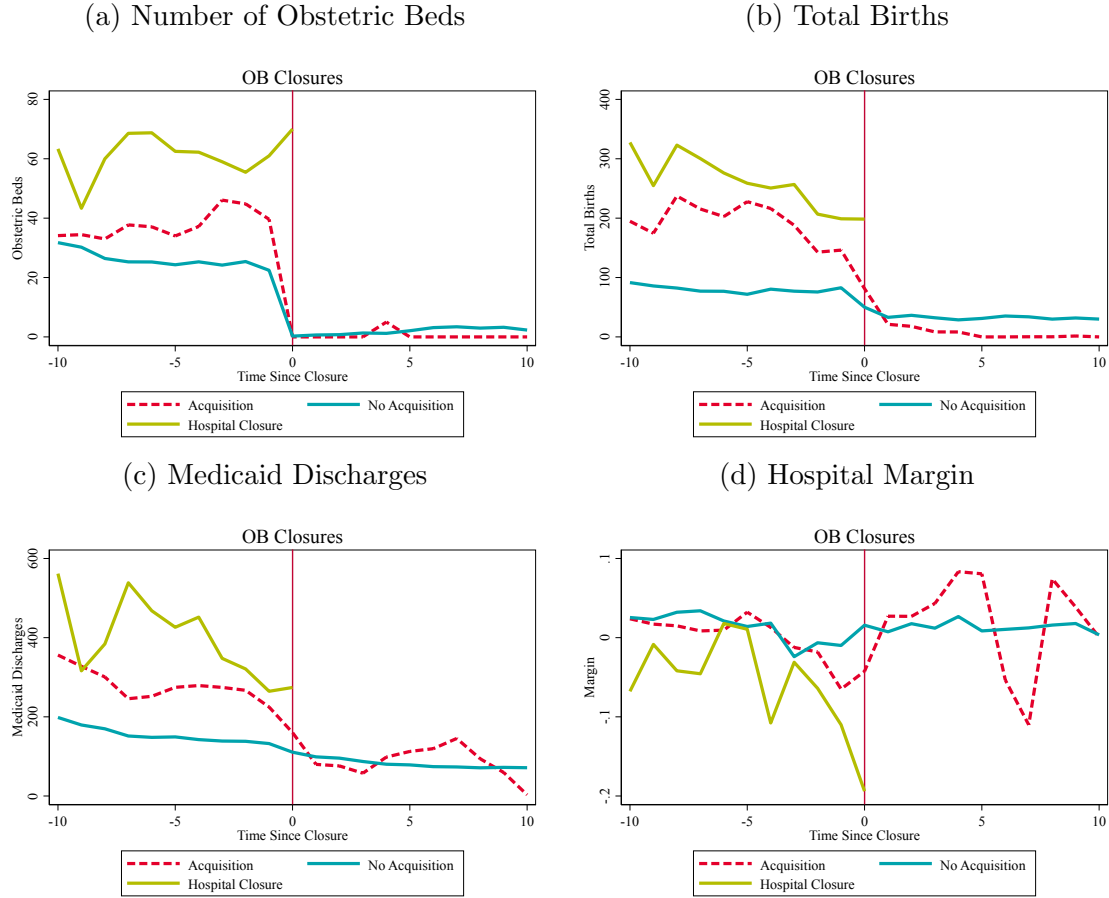 (a) Number of Obstetric Beds
OB Closures
Obstetric Beds
80
60
40
20
0
-10 -5 0 5 10
Time Since Closure
Acquisition No Acquisition
Hospital Closure
(b) Total Births
OB Closures
Total Births
400
300
200
100
0
-10 -5 0 5 10
Time Since Closure
Acquisition No Acquisition
Hospital Closure
(c) Medicaid Discharges
OB Closures
Medicaid Discharges
600
400
200
0
-10 -5 0 5 10
Time Since Closure
Acquisition No Acquisition
Hospital Closure
(d) Hospital Margin
OB Closures
Margin
.1
0
-.1
-.2
-10 -5 0 5 10
Time Since Closure
Acquisition No Acquisition
Hospital Closure